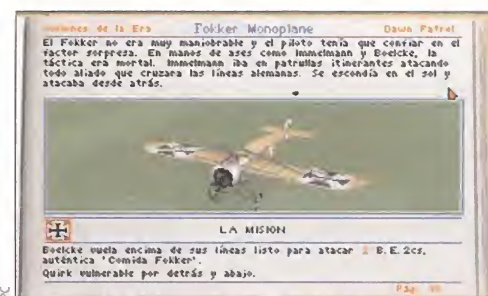 Aviones de la Era Fokker Monoplane Dawn Patrol
El Fokker no era muy maniobrable y el piloto tenía que confiar en el
factor sorpresa. En manos de ases como Immelmann y Boelcke, la
táctica era mortal. Immelmann iba en patrullas itinerantes atacando
todo aliado que cruzara las líneas alemanas. Se escondía en el sol y
atacaba desde atrás.
LA MISION
Boelcke vuela encima de sus líneas listo para atacar 2 B.E.2cs,
auténtica 'Comida Fokker'.
Quirk vulnerable por detrás y abajo.
Pág.
PC